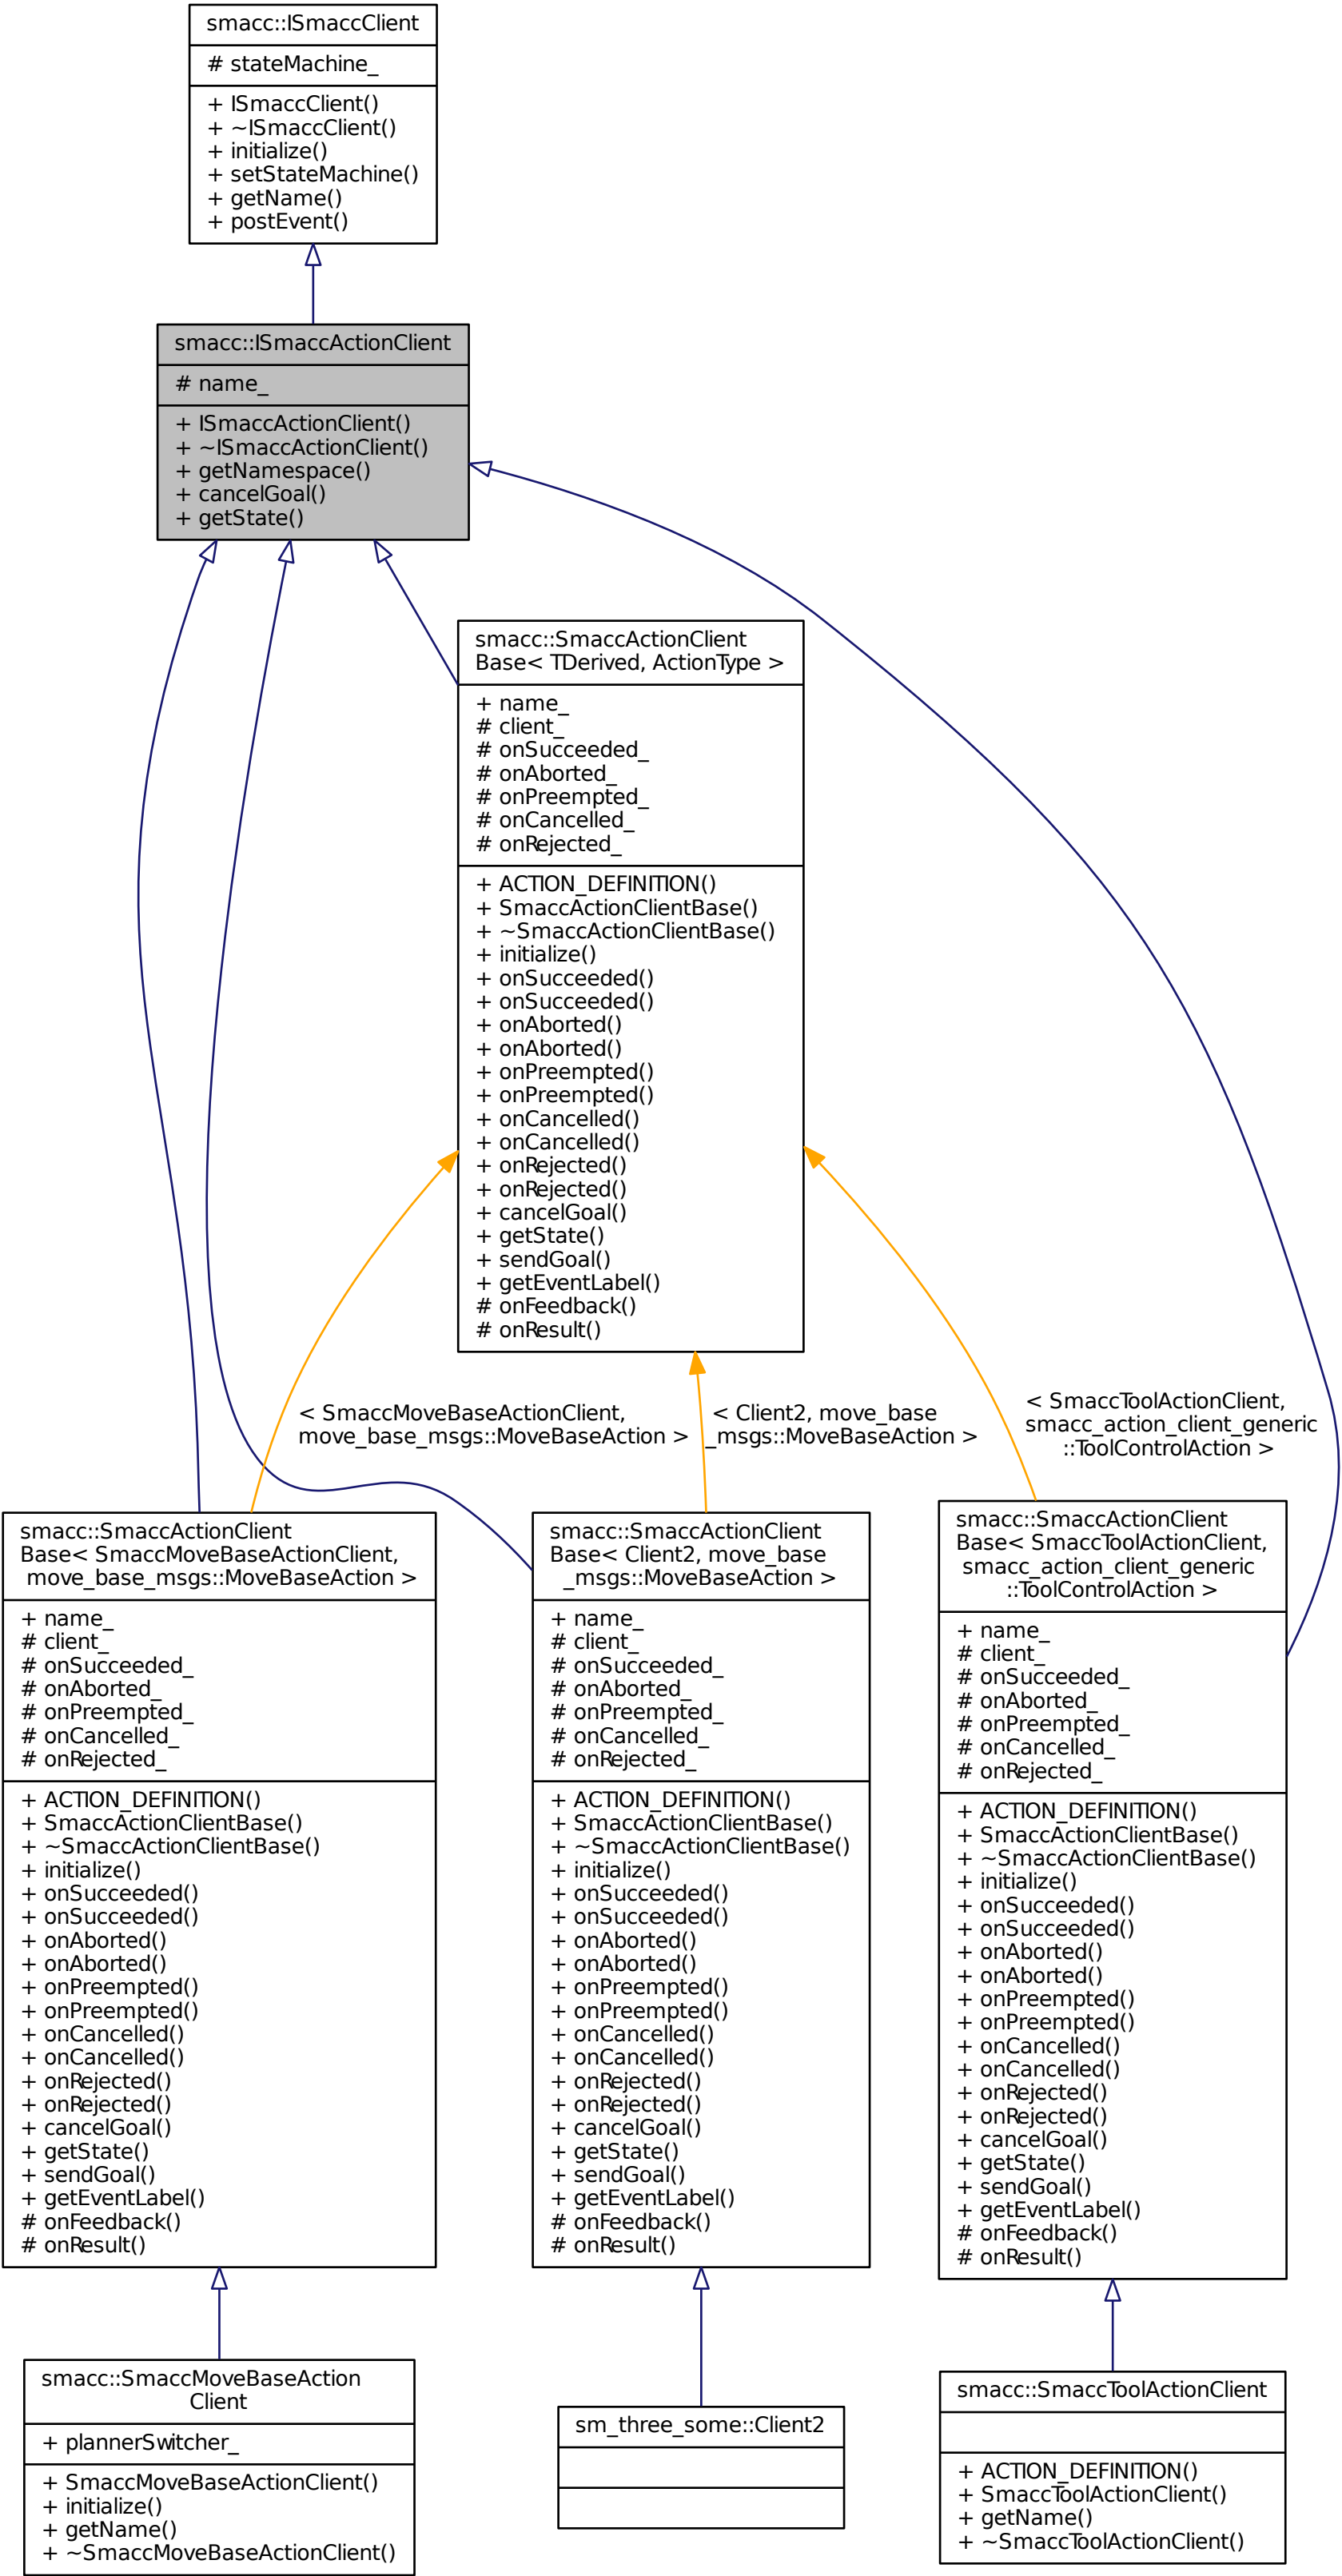 smacc::ISmaccClient
# stateMachine_
+ ISmaccClient()
+ ~ISmaccClient()
+ initialize()
+ setStateMachine()
+ getName()
+ postEvent()
smacc::ISmaccActionClient
# name_
+ ISmaccActionClient()
+ ~ISmaccActionClient()
+ getNamespace()
+ cancelGoal()
+ getState()
smacc::SmaccActionClient
Base< TDerived, ActionType >
+ name_
# client_
# onSucceeded_
# onAborted_
# onPreempted_
# onCancelled_
# onRejected_
+ ACTION_DEFINITION()
+ SmaccActionClientBase()
+ ~SmaccActionClientBase()
+ initialize()
+ onSucceeded()
+ onSucceeded()
+ onAborted()
+ onAborted()
+ onPreempted()
+ onPreempted()
+ onCancelled()
+ onCancelled()
+ onRejected()
+ onRejected()
+ cancelGoal()
+ getState()
+ sendGoal()
+ getEventLabel()
# onFeedback()
# onResult()
< SmaccMoveBaseActionClient,
move_base_msgs::MoveBaseAction >
< Client2, move_base
_msgs::MoveBaseAction >
< SmaccToolActionClient,
smacc_action_client_generic
::ToolControlAction >
smacc::SmaccActionClient
Base< SmaccMoveBaseActionClient,
move_base_msgs::MoveBaseAction >
+ name_
# client_
# onSucceeded_
# onAborted_
# onPreempted_
# onCancelled_
# onRejected_
+ ACTION_DEFINITION()
+ SmaccActionClientBase()
+ ~SmaccActionClientBase()
+ initialize()
+ onSucceeded()
+ onSucceeded()
+ onAborted()
+ onAborted()
+ onPreempted()
+ onPreempted()
+ onCancelled()
+ onCancelled()
+ onRejected()
+ onRejected()
+ cancelGoal()
+ getState()
+ sendGoal()
+ getEventLabel()
# onFeedback()
# onResult()
smacc::SmaccActionClient
Base< Client2, move_base
_msgs::MoveBaseAction >
+ name_
# client_
# onSucceeded_
# onAborted_
# onPreempted_
# onCancelled_
# onRejected_
+ ACTION_DEFINITION()
+ SmaccActionClientBase()
+ ~SmaccActionClientBase()
+ initialize()
+ onSucceeded()
+ onSucceeded()
+ onAborted()
+ onAborted()
+ onPreempted()
+ onPreempted()
+ onCancelled()
+ onCancelled()
+ onRejected()
+ onRejected()
+ cancelGoal()
+ getState()
+ sendGoal()
+ getEventLabel()
# onFeedback()
# onResult()
smacc::SmaccActionClient
Base< SmaccToolActionClient,
smacc_action_client_generic
::ToolControlAction >
+ name_
# client_
# onSucceeded_
# onAborted_
# onPreempted_
# onCancelled_
# onRejected_
+ ACTION_DEFINITION()
+ SmaccActionClientBase()
+ ~SmaccActionClientBase()
+ initialize()
+ onSucceeded()
+ onSucceeded()
+ onAborted()
+ onAborted()
+ onPreempted()
+ onPreempted()
+ onCancelled()
+ onCancelled()
+ onRejected()
+ onRejected()
+ cancelGoal()
+ getState()
+ sendGoal()
+ getEventLabel()
# onFeedback()
# onResult()
smacc::SmaccMoveBaseAction
Client
+ plannerSwitcher_
+ SmaccMoveBaseActionClient()
+ initialize()
+ getName()
+ ~SmaccMoveBaseActionClient()
sm_three_some::Client2
smacc::SmaccToolActionClient
+ ACTION_DEFINITION()
+ SmaccToolActionClient()
+ getName()
+ ~SmaccToolActionClient()